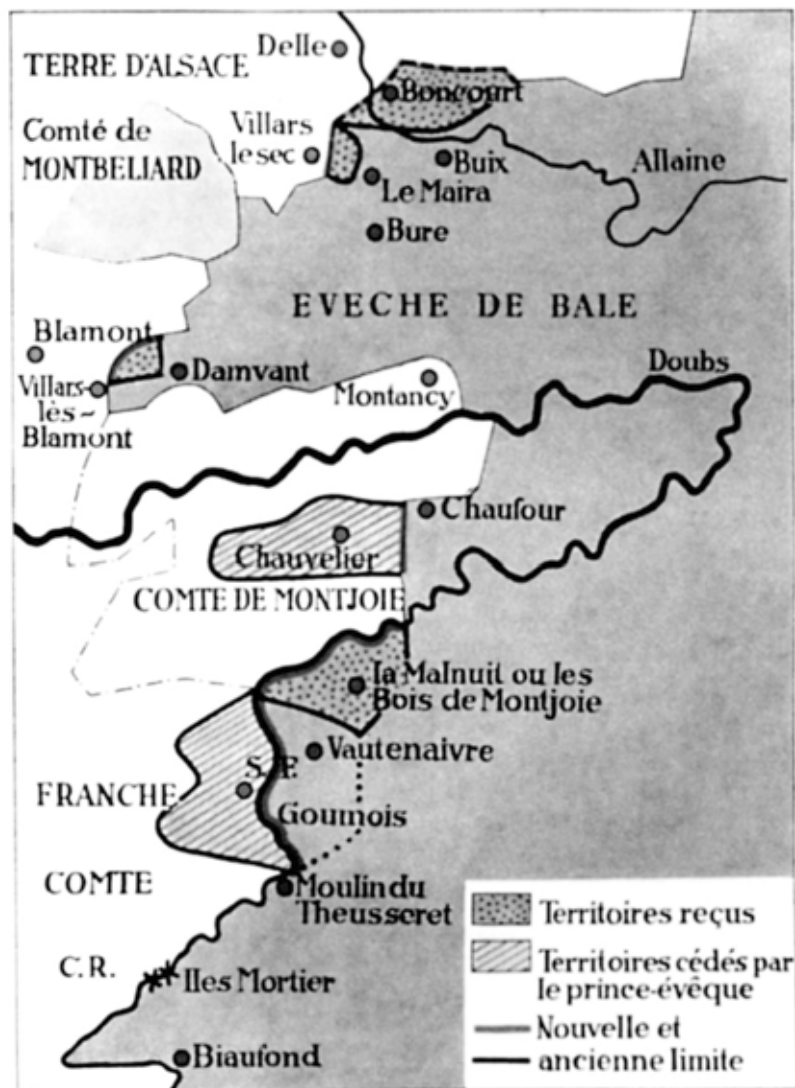 Delle
TERRE D'ALSACE
Boncourt
Comté de
MONTBELIARD
Villars
le sec
Buix
Allaine
Le Maira
Bure
EVECHE DE BALE
Blamont
Doubs
Damvant
Montancy
Villars-
lès-
Blamont
Chaufour
Chauvelier
COMTE DE MONTJOIE
la Malnuit ou les
Bois de Montjoie
Vautenaivre
S. F.
FRANCHE
Goumois
COMTE
Moulin du
Theusseret
C.R.
Iles Mortier
Biaufond
Territoires reçus
Territoires cédés par
le prince-évêque
Nouvelle et
ancienne limite